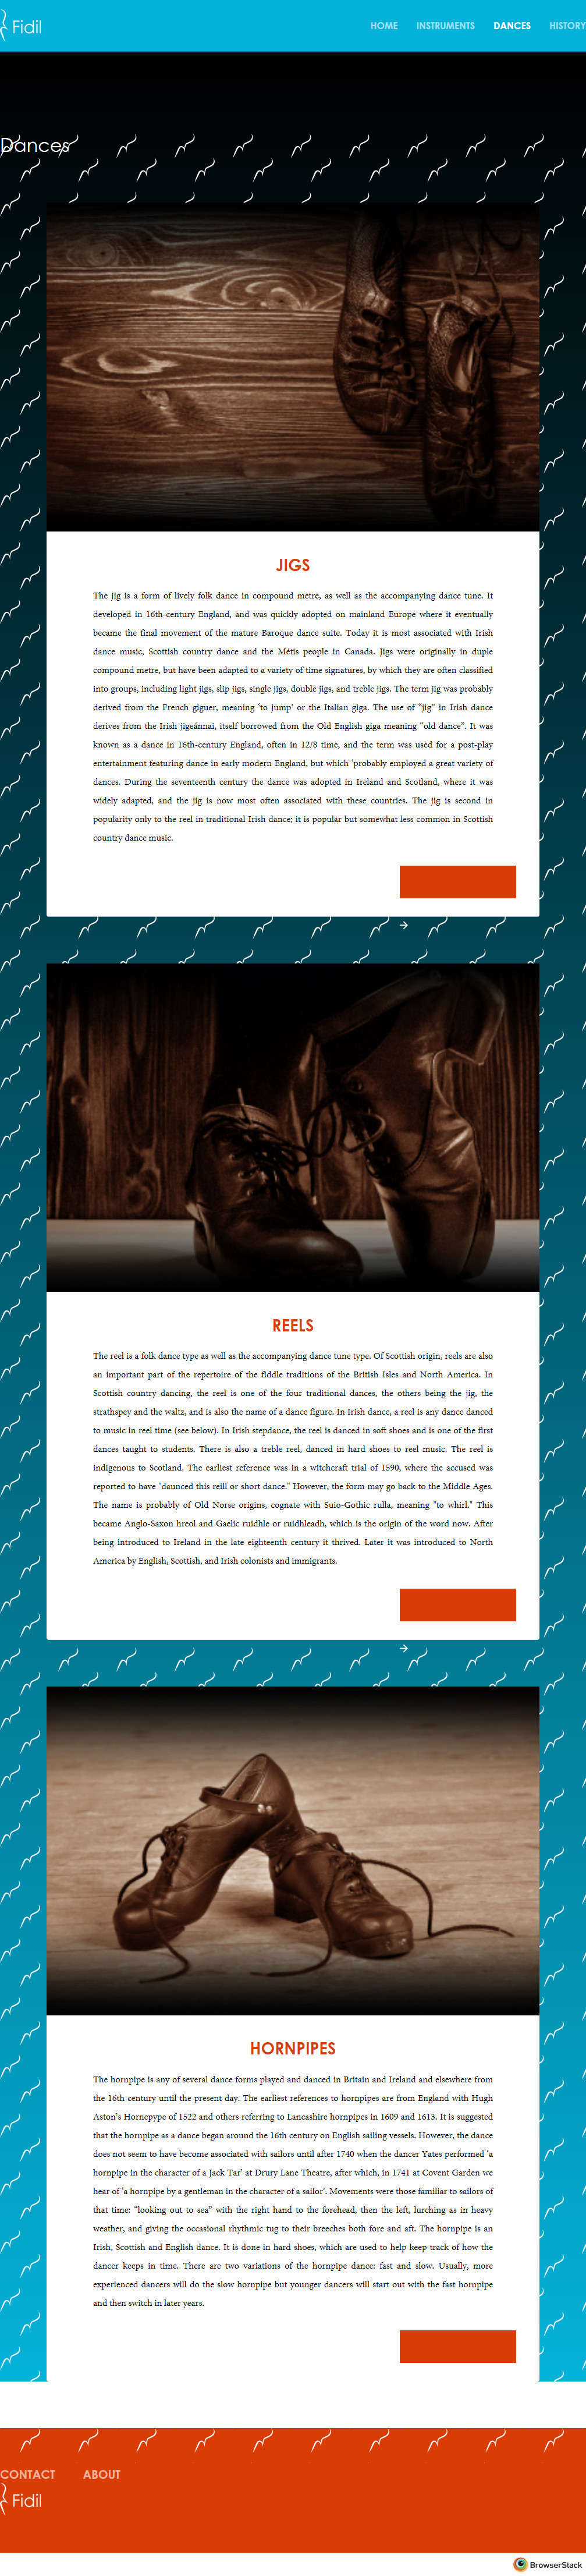 Fidil
HOME INSTRUMENTS DANCES HISTORY
Dances
JIGS
The jig is a form of lively folk dance in compound metre, as well as the accompanying dance tune. It
developed in 16th-century England, and was quickly adopted on mainland Europe where it eventually
became the final movement of the mature Baroque dance suite. Today it is most associated with Irish
dance music, Scottish country dance and the Métis people in Canada. Jigs were originally in duple
compound metre, but have been adapted to a variety of time signatures, by which they are often classified
into groups, including light jigs, slip jigs, single jigs, double jigs, and treble jigs. The term jig was probably
derived from the French giguer, meaning 'to jump' or the Italian giga. The use of "jig" in Irish dance
derives from the Irish jigeánnai, itself borrowed from the Old English giga meaning "old dance". It was
known as a dance in 16th-century England, often in 12/8 time, and the term was used for a post-play
entertainment featuring dance in early modern England, but which 'probably employed a great variety of
dances. During the seventeenth century the dance was adopted in Ireland and Scotland, where it was
widely adapted, and the jig is now most often associated with these countries. The jig is second in
popularity only to the reel in traditional Irish dance; it is popular but somewhat less common in Scottish
country dance music.
REELS
The reel is a folk dance type as well as the accompanying dance tune type. Of Scottish origin, reels are also
an important part of the repertoire of the fiddle traditions of the British Isles and North America. In
Scottish country dancing, the reel is one of the four traditional dances, the others being the jig, the
strathspey and the waltz, and is also the name of a dance figure. In Irish dance, a reel is any dance danced
to music in reel time (see below). In Irish stepdance, the reel is danced in soft shoes and is one of the first
dances taught to students. There is also a treble reel, danced in hard shoes to reel music. The reel is
indigenous to Scotland. The earliest reference was in a witchcraft trial of 1590, where the accused was
reported to have "daunced this reill or short dance." However, the form may go back to the Middle Ages.
The name is probably of Old Norse origins, cognate with Suio-Gothic rulla, meaning "to whirl." This
became Anglo-Saxon hreol and Gaelic ruidhle or ruidhleadh, which is the origin of the word now. After
being introduced to Ireland in the late eighteenth century it thrived. Later it was introduced to North
America by English, Scottish, and Irish colonists and immigrants.
HORNPIPES
The hornpipe is any of several dance forms played and danced in Britain and Ireland and elsewhere from
the 16th century until the present day. The earliest references to hornpipes are from England with Hugh
Aston's Hornepype of 1522 and others referring to Lancashire hornpipes in 1609 and 1613. It is suggested
that the hornpipe as a dance began around the 16th century on English sailing vessels. However, the dance
does not seem to have become associated with sailors until after 1740 when the dancer Yates performed 'a
hornpipe in the character of a Jack Tar' at Drury Lane Theatre, after which, in 1741 at Covent Garden we
hear of 'a hornpipe by a gentleman in the character of a sailor'. Movements were those familiar to sailors of
that time: "looking out to sea" with the right hand to the forehead, then the left, lurching as in heavy
weather, and giving the occasional rhythmic tug to their breeches both fore and aft. The hornpipe is an
Irish, Scottish and English dance. It is done in hard shoes, which are used to help keep track of how the
dancer keeps in time. There are two variations of the hornpipe dance: fast and slow. Usually, more
experienced dancers will do the slow hornpipe but younger dancers will start out with the fast hornpipe
and then switch in later years.
CONTACT ABOUT
Fidil
BrowserStack